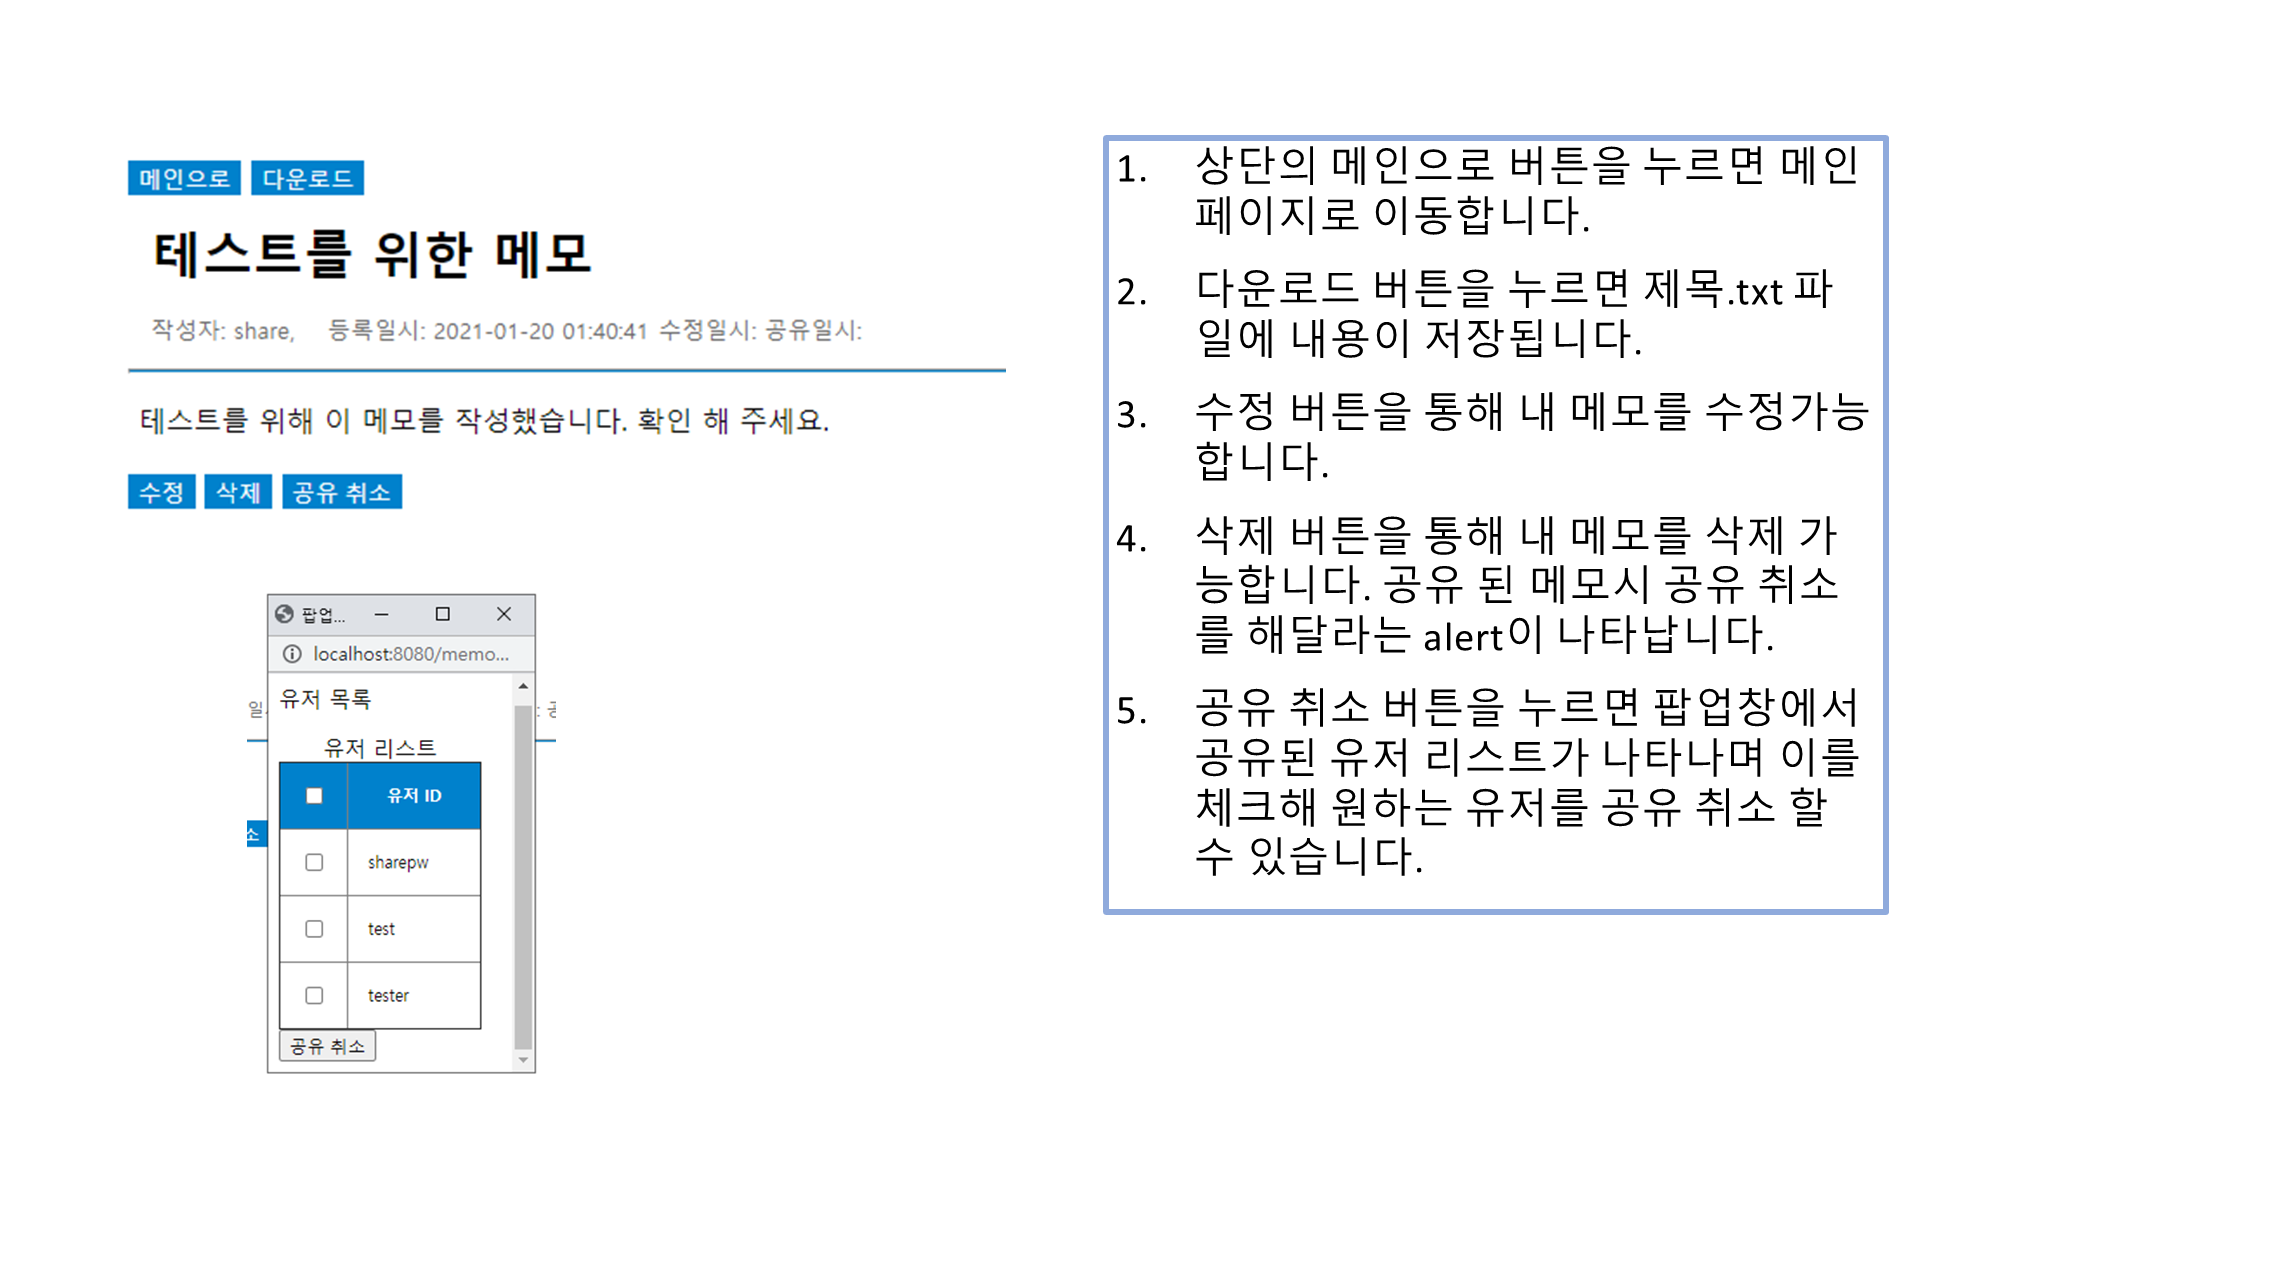 메인으로 다운로드
테스트를 위한 메모
작성자: share, 등록일시: 2021-01-20 01:40:41 수정일시: 공유일시:
테스트를 위해 이 메모를 작성했습니다. 확인 해 주세요.
수정 삭제 공유 취소
팝업...
localhost:8080/memo...
유저 목록
유저 리스트
유저 ID
sharepw
test
tester
공유 취소
1. 상단의 메인으로 버튼을 누르면 메인
페이지로 이동합니다.
2. 다운로드 버튼을 누르면 제목.txt 파
일에 내용이 저장됩니다.
3. 수정 버튼을 통해 내 메모를 수정가능
합니다.
4. 삭제 버튼을 통해 내 메모를 삭제 가
능합니다. 공유 된 메모시 공유 취소
를 해달라는 alert이 나타납니다.
5. 공유 취소 버튼을 누르면 팝업창에서
공유된 유저 리스트가 나타나며 이를
체크해 원하는 유저를 공유 취소 할
수 있습니다.